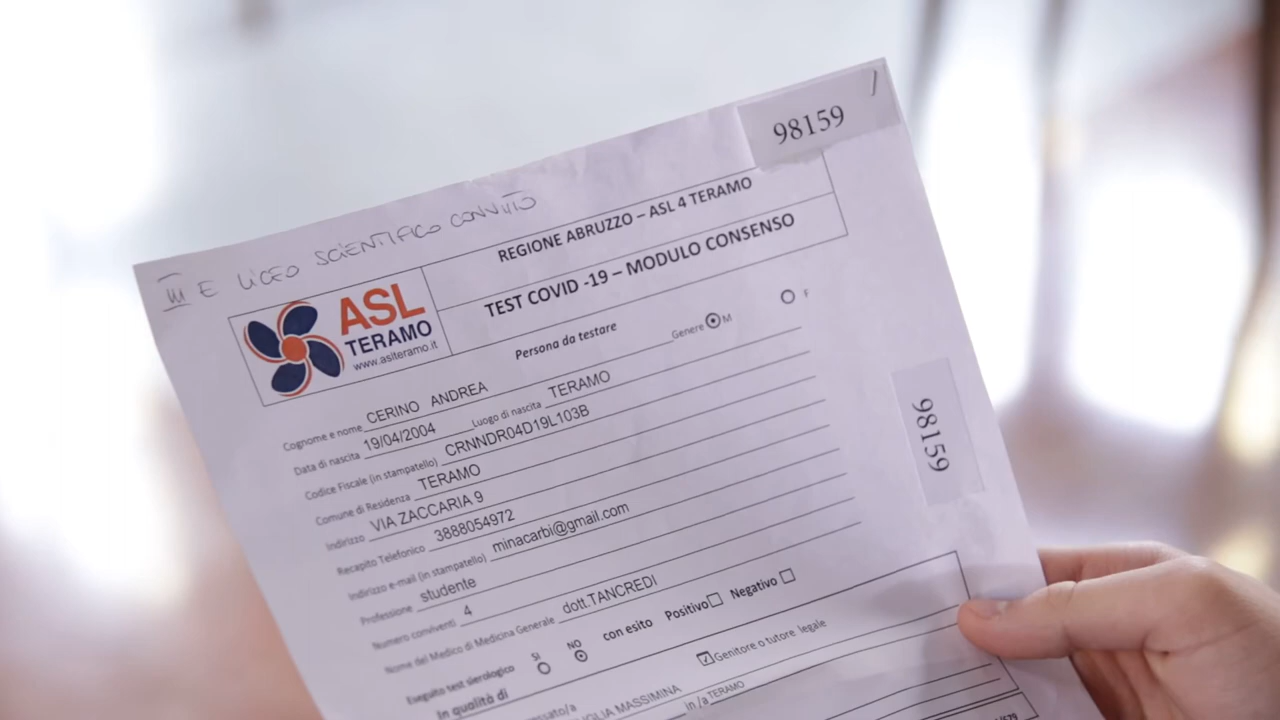 98159
III E LICEO SCIENTIFICO CONVITTO
REGIONE ABRUZZO – ASL 4 TERAMO
ASL TERAMO
www.aslteramo.it
TEST COVID -19 – MODULO CONSENSO
Persona da testare
Genere M F
Cognome e nome CERINO ANDREA
Data di nascita 19/04/2004 Luogo di nascita TERAMO
Codice Fiscale (in stampatello) CRNNDR04D19L103B
Comune di Residenza TERAMO
Indirizzo VIA ZACCARIA 9
Recapito Telefonico 3888054972
Indirizzo e-mail (in stampatello) minacarbi@gmail.com
Professione studente
Numero conviventi 4
Nome del Medico di Medicina Generale dott.TANCREDI
Eseguito test sierologico SI NO con esito Positivo Negativo
In qualità di Genitore o tutore legale
MASSIMINA in /a TERAMO
98159